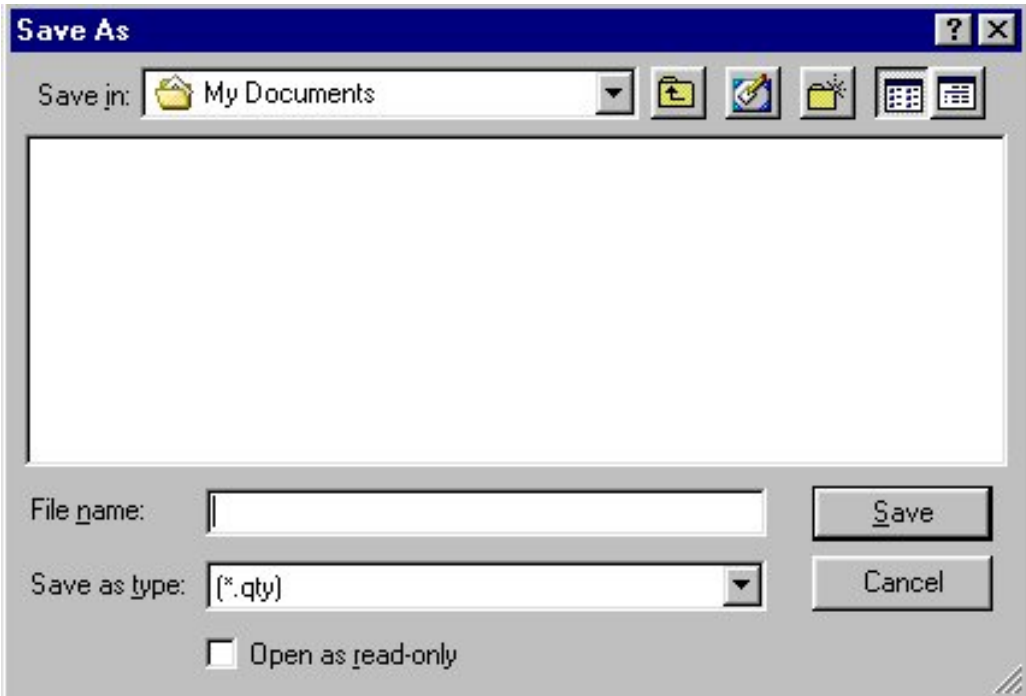 Save As
Save in: My Documents
File name:
Save
Save as type: (*.qty)
Cancel
Open as read-only